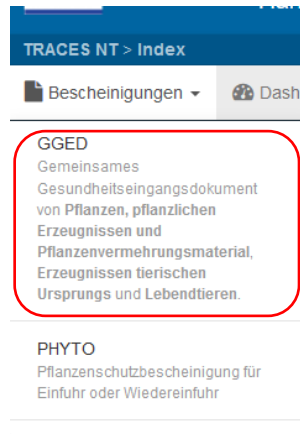 TRACES NT > Index
Bescheinigungen
Dash
GGED
Gemeinsames
Gesundheitseingangsdokument
von Pflanzen, pflanzlichen
Erzeugnissen und
Pflanzenvermehrungsmaterial,
Erzeugnissen tierischen
Ursprungs und Lebendtieren.
PHYTO
Pflanzenschutzbescheinigung für
Einfuhr oder Wiedereinfuhr